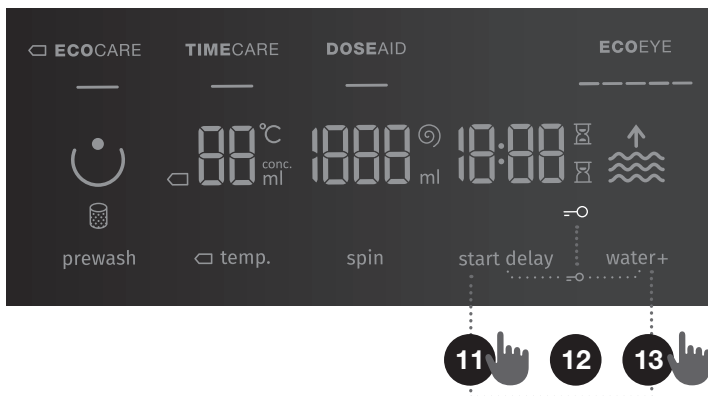 ECOCARE TIMECARE DOSEAID ECOEYE
88 °C 1888 18:88
conc.
ml ml
prewash temp. spin start delay water+
11 12 13